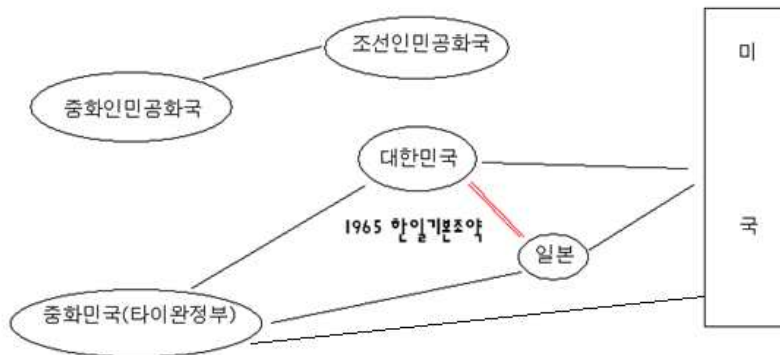 조선인민공화국
중화인민공화국
미
국
대한민국
1965 한일기본조약
일본
중화민국(타이완정부)